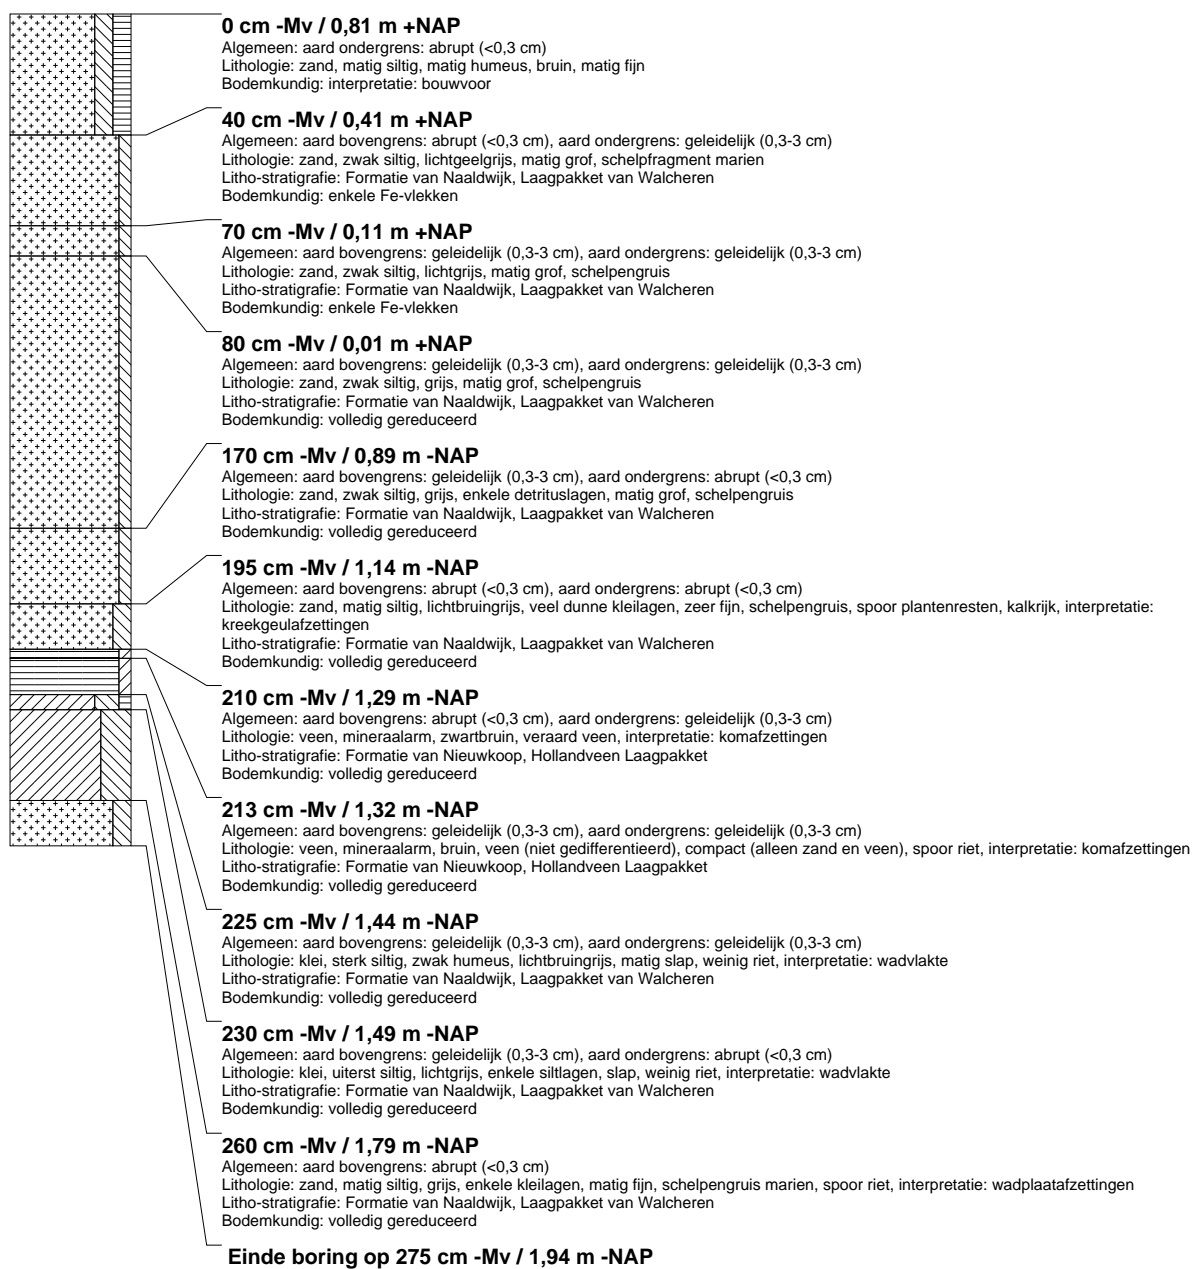 0 cm -Mv / 0,81 m +NAP
Algemeen: aard ondergrens: abrupt (<0,3 cm)
Lithologie: zand, matig siltig, matig humeus, bruin, matig fijn
Bodemkundig: interpretatie: bouwvoor
40 cm -Mv / 0,41 m +NAP
Algemeen: aard bovengrens: abrupt (<0,3 cm), aard ondergrens: geleidelijk (0,3-3 cm)
Lithologie: zand, zwak siltig, lichtgeelgrijs, matig grof, schelpfragment marien
Litho-stratigrafie: Formatie van Naaldwijk, Laagpakket van Walcheren
Bodemkundig: enkele Fe-vlekken
70 cm -Mv / 0,11 m +NAP
Algemeen: aard bovengrens: geleidelijk (0,3-3 cm), aard ondergrens: geleidelijk (0,3-3 cm)
Lithologie: zand, zwak siltig, lichtgrijs, matig grof, schelpengruis
Litho-stratigrafie: Formatie van Naaldwijk, Laagpakket van Walcheren
Bodemkundig: enkele Fe-vlekken
80 cm -Mv / 0,01 m +NAP
Algemeen: aard bovengrens: geleidelijk (0,3-3 cm), aard ondergrens: geleidelijk (0,3-3 cm)
Lithologie: zand, zwak siltig, grijs, matig grof, schelpengruis
Litho-stratigrafie: Formatie van Naaldwijk, Laagpakket van Walcheren
Bodemkundig: volledig gereduceerd
170 cm -Mv / 0,89 m -NAP
Algemeen: aard bovengrens: geleidelijk (0,3-3 cm), aard ondergrens: abrupt (<0,3 cm)
Lithologie: zand, zwak siltig, grijs, enkele detrituslagen, matig grof, schelpengruis
Litho-stratigrafie: Formatie van Naaldwijk, Laagpakket van Walcheren
Bodemkundig: volledig gereduceerd
195 cm -Mv / 1,14 m -NAP
Algemeen: aard bovengrens: abrupt (<0,3 cm), aard ondergrens: abrupt (<0,3 cm)
Lithologie: zand, matig siltig, lichtbruingrijs, veel dunne kleilagen, zeer fijn, schelpengruis, spoor plantenresten, kalkrijk, interpretatie:
kreekgeulafzettingen
Litho-stratigrafie: Formatie van Naaldwijk, Laagpakket van Walcheren
Bodemkundig: volledig gereduceerd
210 cm -Mv / 1,29 m -NAP
Algemeen: aard bovengrens: abrupt (<0,3 cm), aard ondergrens: geleidelijk (0,3-3 cm)
Lithologie: veen, mineraalarm, zwartbruin, veraard veen, interpretatie: komafzettingen
Litho-stratigrafie: Formatie van Nieuwkoop, Hollandveen Laagpakket
Bodemkundig: volledig gereduceerd
213 cm -Mv / 1,32 m -NAP
Algemeen: aard bovengrens: geleidelijk (0,3-3 cm), aard ondergrens: geleidelijk (0,3-3 cm)
Lithologie: veen, mineraalarm, bruin, veen (niet gedifferentieerd), compact (alleen zand en veen), spoor riet, interpretatie: komafzettingen
Litho-stratigrafie: Formatie van Nieuwkoop, Hollandveen Laagpakket
Bodemkundig: volledig gereduceerd
225 cm -Mv / 1,44 m -NAP
Algemeen: aard bovengrens: geleidelijk (0,3-3 cm), aard ondergrens: geleidelijk (0,3-3 cm)
Lithologie: klei, sterk siltig, zwak humeus, lichtbruingrijs, matig slap, weinig riet, interpretatie: wadvlakte
Litho-stratigrafie: Formatie van Naaldwijk, Laagpakket van Walcheren
Bodemkundig: volledig gereduceerd
230 cm -Mv / 1,49 m -NAP
Algemeen: aard bovengrens: geleidelijk (0,3-3 cm), aard ondergrens: abrupt (<0,3 cm)
Lithologie: klei, uiterst siltig, lichtgrijs, enkele siltlagen, slap, weinig riet, interpretatie: wadvlakte
Litho-stratigrafie: Formatie van Naaldwijk, Laagpakket van Walcheren
Bodemkundig: volledig gereduceerd
260 cm -Mv / 1,79 m -NAP
Algemeen: aard bovengrens: abrupt (<0,3 cm)
Lithologie: zand, matig siltig, grijs, enkele kleilagen, matig fijn, schelpengruis marien, spoor riet, interpretatie: wadplaatafzettingen
Litho-stratigrafie: Formatie van Naaldwijk, Laagpakket van Walcheren
Bodemkundig: volledig gereduceerd
Einde boring op 275 cm -Mv / 1,94 m -NAP